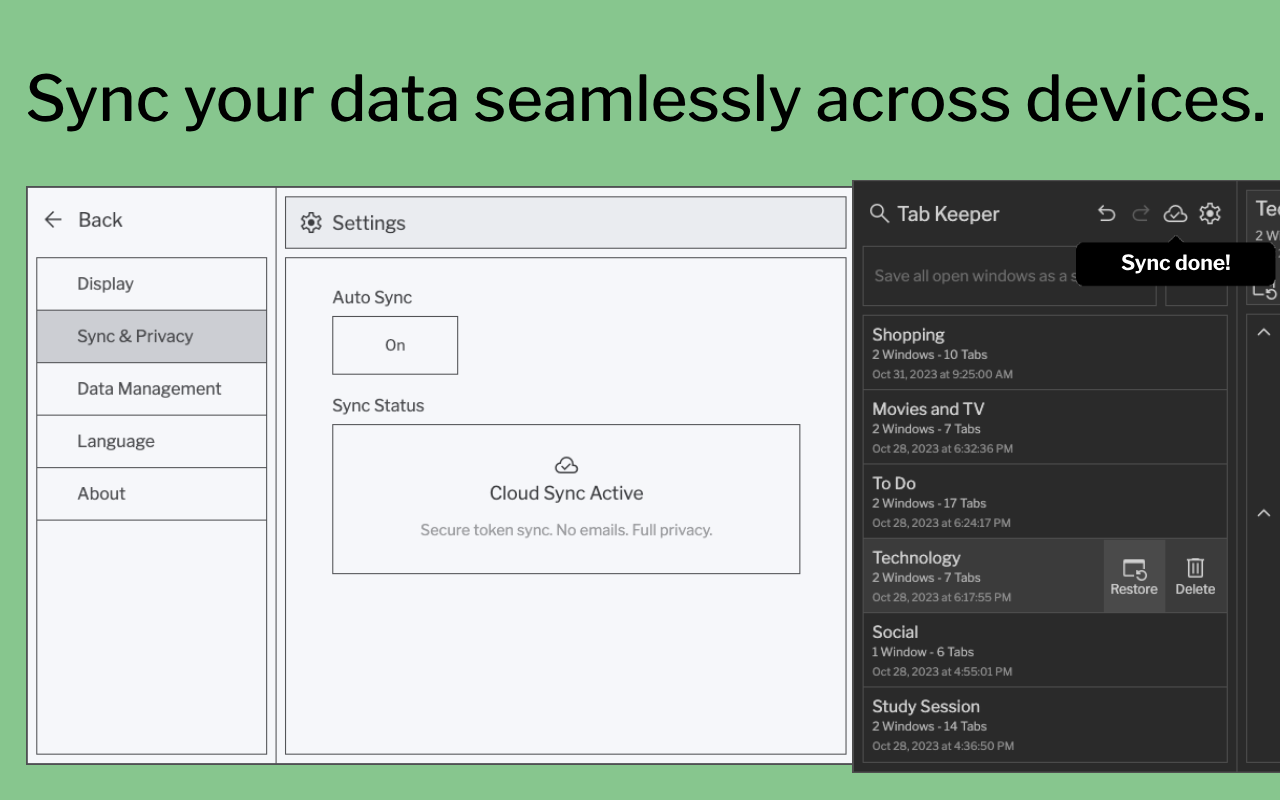 Sync your data seamlessly across devices.
Back
Display
Sync & Privacy
Data Management
Language
About
Settings
Auto Sync
On
Sync Status
Cloud Sync Active
Secure token sync. No emails. Full privacy.
Tab Keeper
Sync done!
Save all open windows as a
Shopping
2 Windows - 10 Tabs
Oct 31, 2023 at 9:25:00 AM
Movies and TV
2 Windows - 7 Tabs
Oct 28, 2023 at 6:32:36 PM
To Do
2 Windows - 17 Tabs
Oct 28, 2023 at 6:24:17 PM
Technology
2 Windows - 7 Tabs
Oct 28, 2023 at 6:17:55 PM
Restore
Delete
Social
1 Window - 6 Tabs
Oct 28, 2023 at 4:55:01 PM
Study Session
2 Windows - 14 Tabs
Oct 28, 2023 at 4:36:50 PM